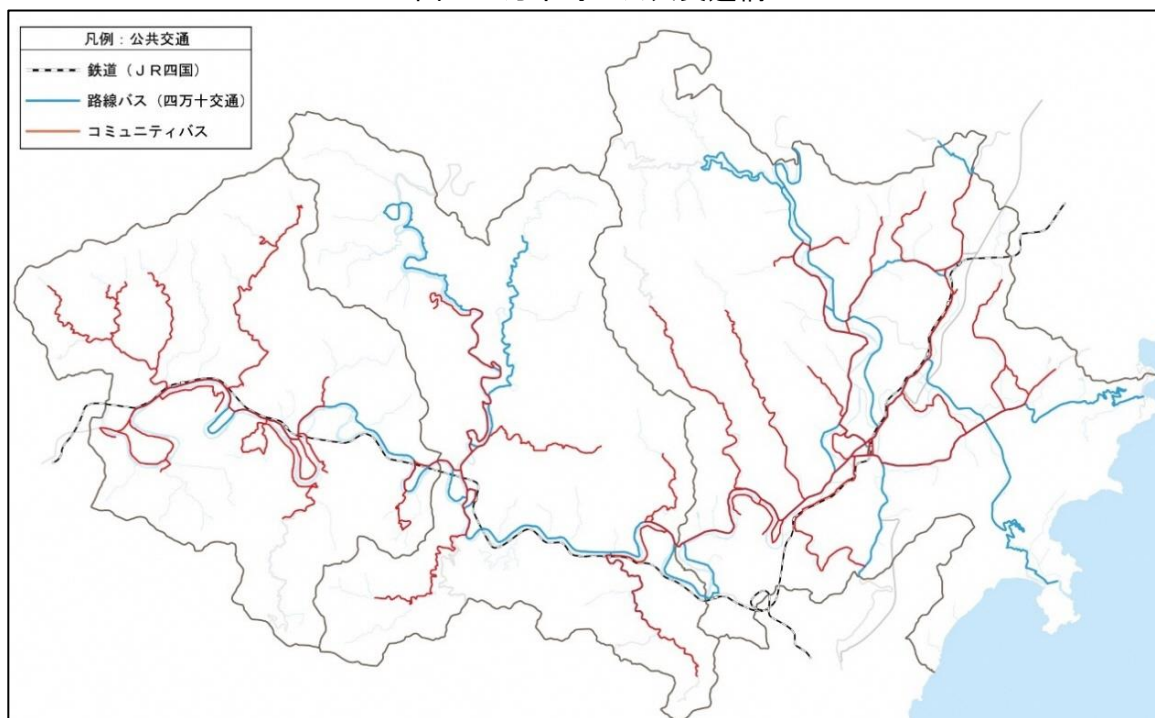 凡例：公共交通
鉄道（ＪＲ四国）
路線バス（四万十交通）
コミュニティバス